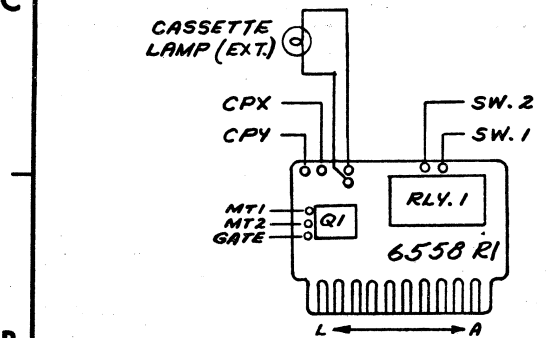 C
CASSETTE
LAMP (EXT.)
CPX
CPY
SW. 2
SW. 1
RLY. 1
MT1
MT2
GATE
Q1
6558 R1
L
A